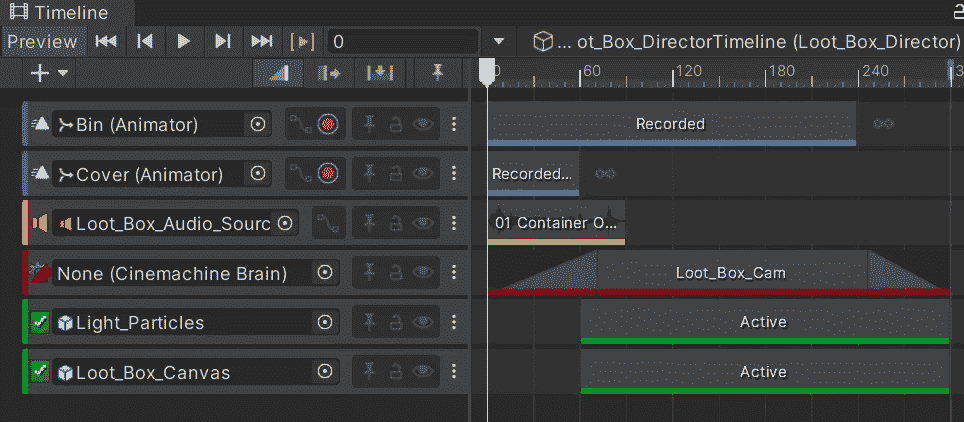 Timeline
Preview 0 ... ot_Box_DirectorTimeline (Loot_Box_Director)
60 120 180 240
Bin (Animator) Recorded
Cover (Animator) Recorded...
Loot_Box_Audio_Sourc 01 Container O...
None (Cinemachine Brain) Loot_Box_Cam
Light_Particles Active
Loot_Box_Canvas Active